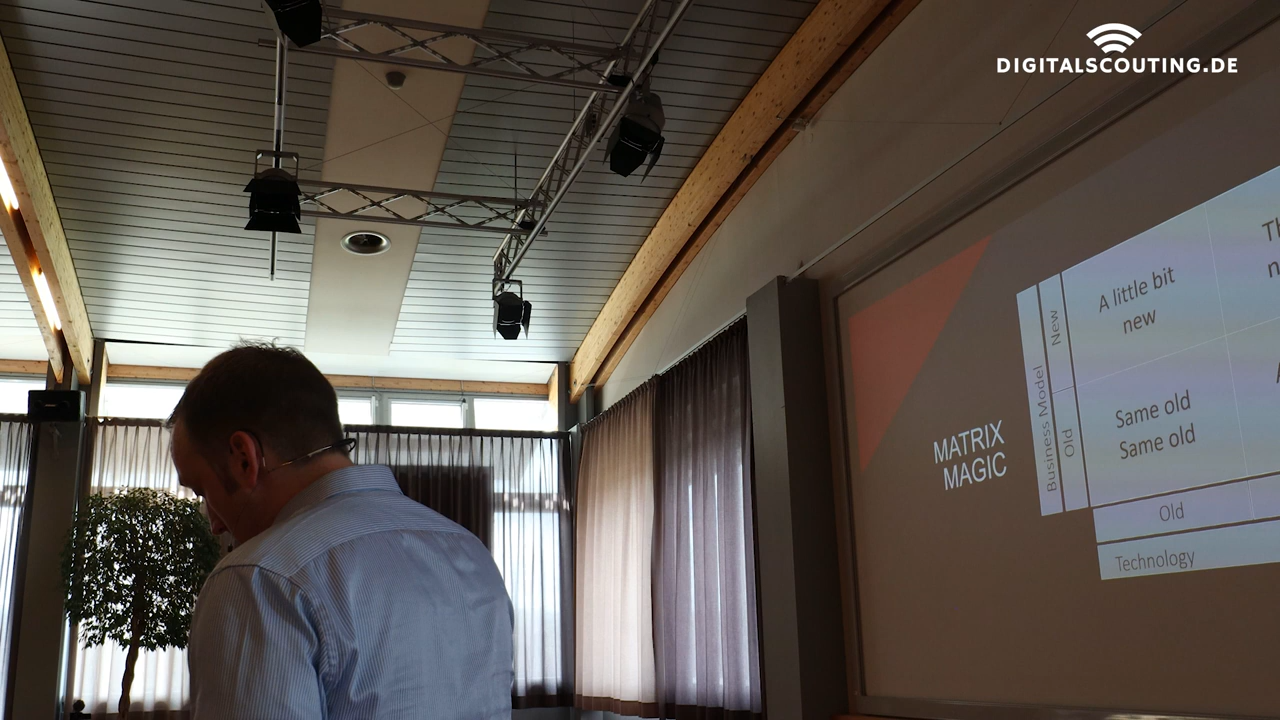 DIGITALSCOUTING.DE
MATRIX
MAGIC
Business Model
New
Old
A little bit
new
Same old
Same old
Old
Technology